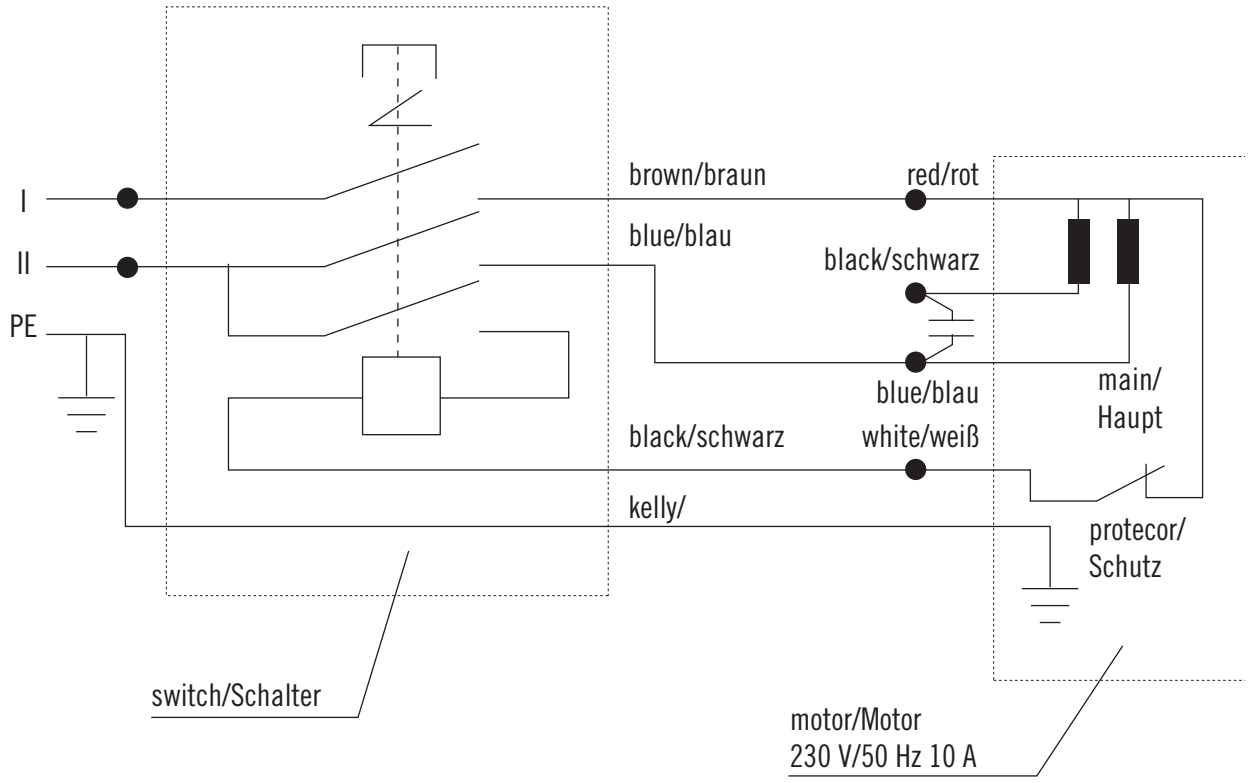 I
II
PE
brown/braun
red/rot
blue/blau
black/schwarz
blue/blau
main/
Haupt
black/schwarz
white/weiß
kelly/
protecor/
Schutz
switch/Schalter
motor/Motor
230 V/50 Hz 10 A